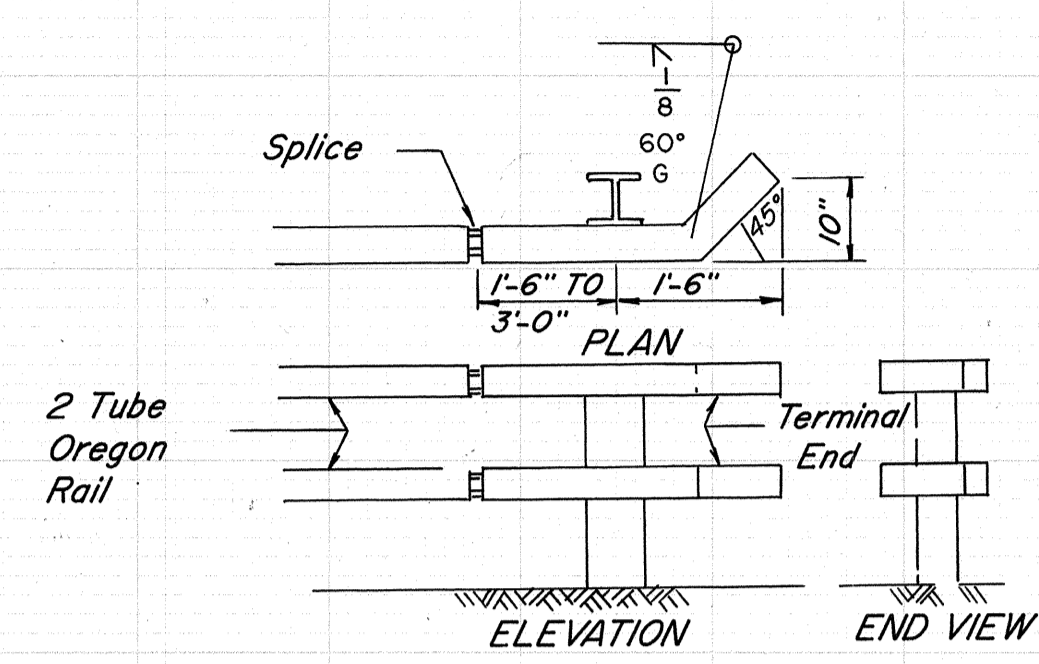 1
8
60°
G
Splice
45°
10"
1'-6" TO
3'-0"
1'-6"
PLAN
2 Tube
Oregon
Rail
Terminal
End
ELEVATION
END VIEW